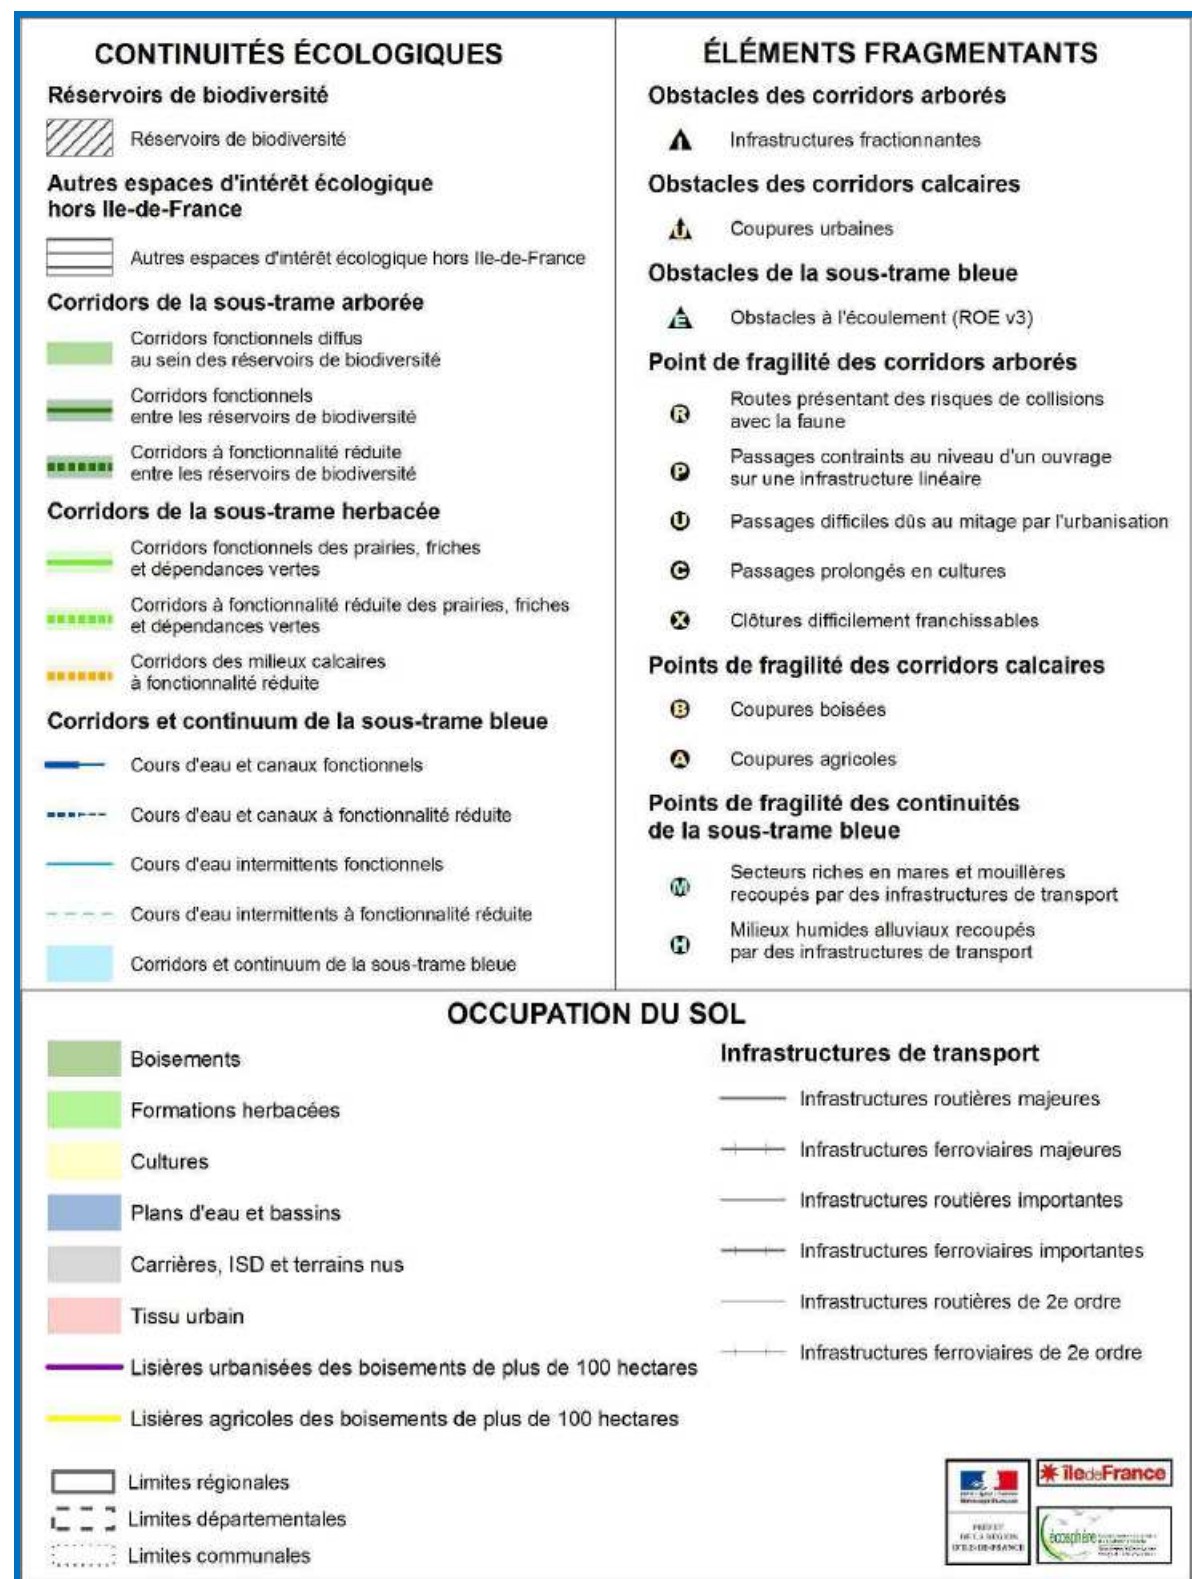 CONTINUITÉS ÉCOLOGIQUES
Réservoirs de biodiversité
Réservoirs de biodiversité
Autres espaces d'intérêt écologique
hors Ile-de-France
Autres espaces d'intérêt écologique hors Ile-de-France
Corridors de la sous-trame arborée
Corridors fonctionnels diffus
au sein des réservoirs de biodiversité
Corridors fonctionnels
entre les réservoirs de biodiversité
Corridors à fonctionnalité réduite
entre les réservoirs de biodiversité
Corridors de la sous-trame herbacée
Corridors fonctionnels des prairies, friches
et dépendances vertes
Corridors à fonctionnalité réduite des prairies, friches
et dépendances vertes
Corridors des milieux calcaires
à fonctionnalité réduite
Corridors et continuum de la sous-trame bleue
Cours d'eau et canaux fonctionnels
Cours d'eau et canaux à fonctionnalité réduite
Cours d'eau intermittents fonctionnels
Cours d'eau intermittents à fonctionnalité réduite
Corridors et continuum de la sous-trame bleue
ÉLÉMENTS FRAGMENTANTS
Obstacles des corridors arborés
Infrastructures fractionnantes
Obstacles des corridors calcaires
Coupures urbaines
Obstacles de la sous-trame bleue
E Obstacles à l'écoulement (ROE v3)
Point de fragilité des corridors arborés
R Routes présentant des risques de collisions
avec la faune
P Passages contraints au niveau d'un ouvrage
sur une infrastructure linéaire
U Passages difficiles dûs au mitage par l'urbanisation
C Passages prolongés en cultures
X Clôtures difficilement franchissables
Points de fragilité des corridors calcaires
B Coupures boisées
A Coupures agricoles
Points de fragilité des continuités
de la sous-trame bleue
M Secteurs riches en mares et mouillères
recoupés par des infrastructures de transport
H Milieux humides alluviaux recoupés
par des infrastructures de transport
OCCUPATION DU SOL
Boisements
Formations herbacées
Cultures
Plans d'eau et bassins
Carrières, ISD et terrains nus
Tissu urbain
Lisières urbanisées des boisements de plus de 100 hectares
Lisières agricoles des boisements de plus de 100 hectares
Limites régionales
Limites départementales
Limites communales
Infrastructures de transport
Infrastructures routières majeures
Infrastructures ferroviaires majeures
Infrastructures routières importantes
Infrastructures ferroviaires importantes
Infrastructures routières de 2e ordre
Infrastructures ferroviaires de 2e ordre
PRÉFET
DE LA RÉGION
D'ILE-DE-FRANCE
îledeFrance
écosphère